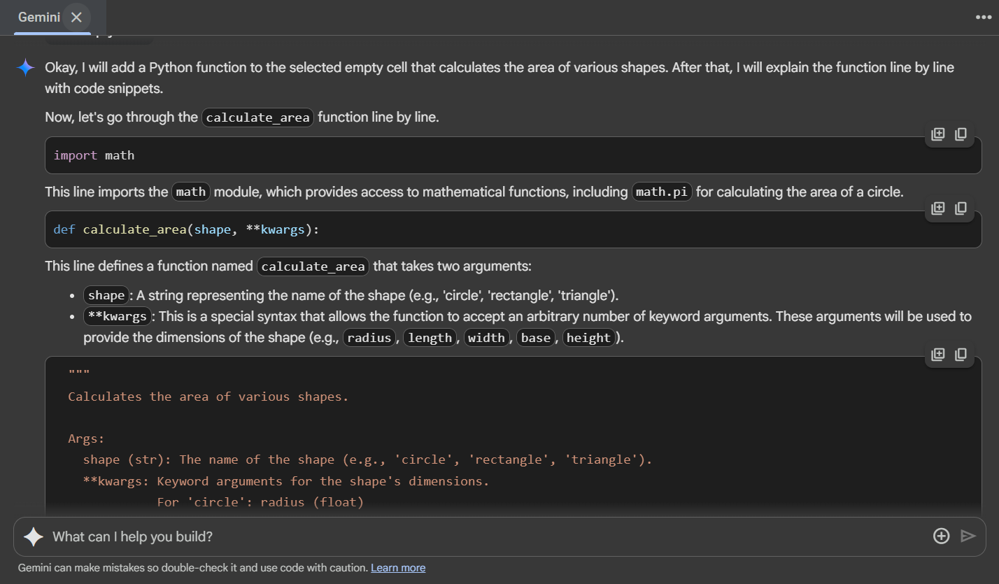 Gemini
Okay, I will add a Python function to the selected empty cell that calculates the area of various shapes. After that, I will explain the function line by line
with code snippets.
Now, let's go through the calculate_area function line by line.
import math
This line imports the math module, which provides access to mathematical functions, including math.pi for calculating the area of a circle.
def calculate_area(shape, **kwargs):
This line defines a function named calculate_area that takes two arguments:
• shape: A string representing the name of the shape (e.g., 'circle', 'rectangle', 'triangle').
• **kwargs: This is a special syntax that allows the function to accept an arbitrary number of keyword arguments. These arguments will be used to
provide the dimensions of the shape (e.g., radius, length, width, base, height).
"""
Calculates the area of various shapes.
Args:
shape (str): The name of the shape (e.g., 'circle', 'rectangle', 'triangle').
**kwargs: Keyword arguments for the shape's dimensions.
For 'circle': radius (float)
What can I help you build?
Gemini can make mistakes so double-check it and use code with caution. Learn more